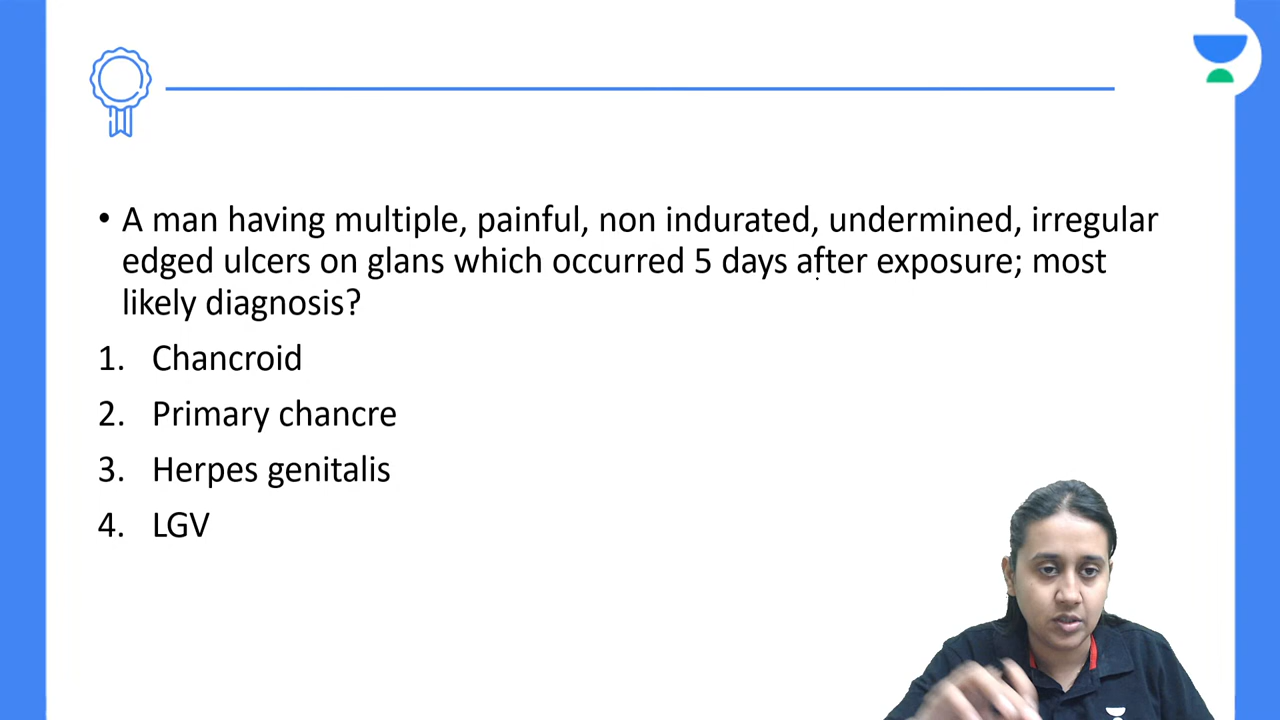 • A man having multiple, painful, non indurated, undermined, irregular
edged ulcers on glans which occurred 5 days after exposure; most
likely diagnosis?
1. Chancroid
2. Primary chancre
3. Herpes genitalis
4. LGV